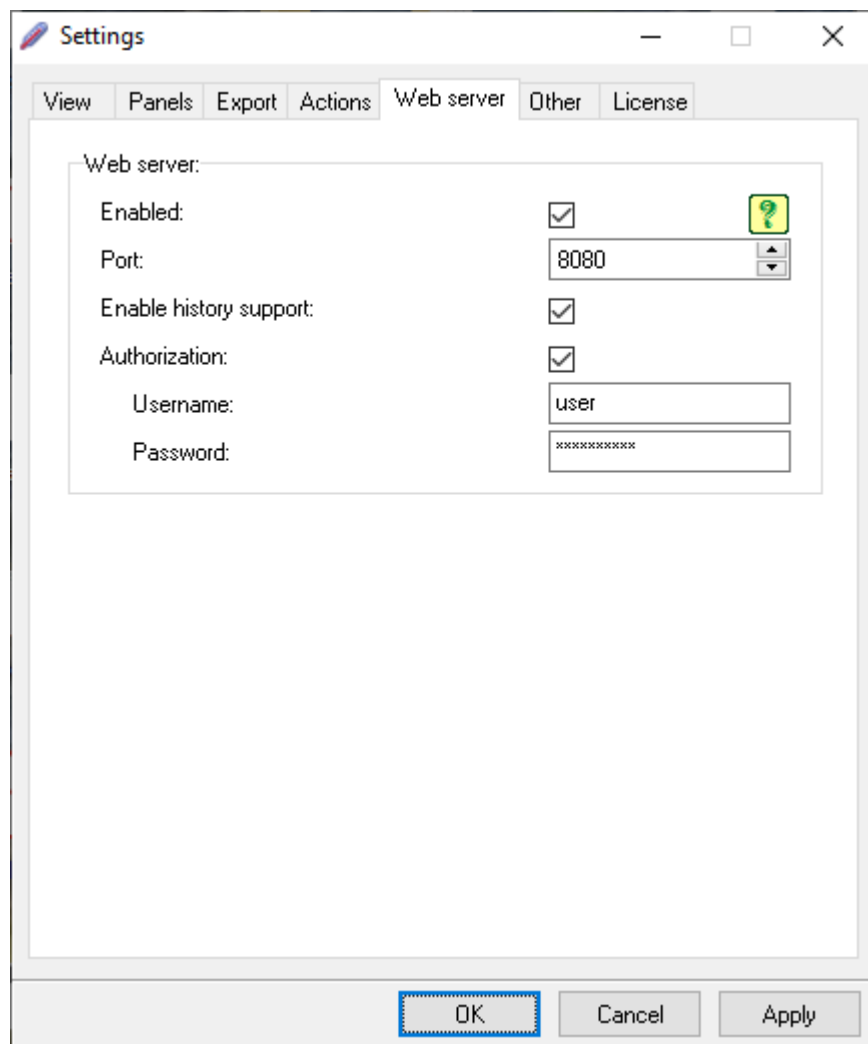 Settings
View Panels Export Actions Web server Other License
Web server:
Enabled:
Port: 8080
Enable history support:
Authorization:
Username: user
Password: **********
OK Cancel Apply